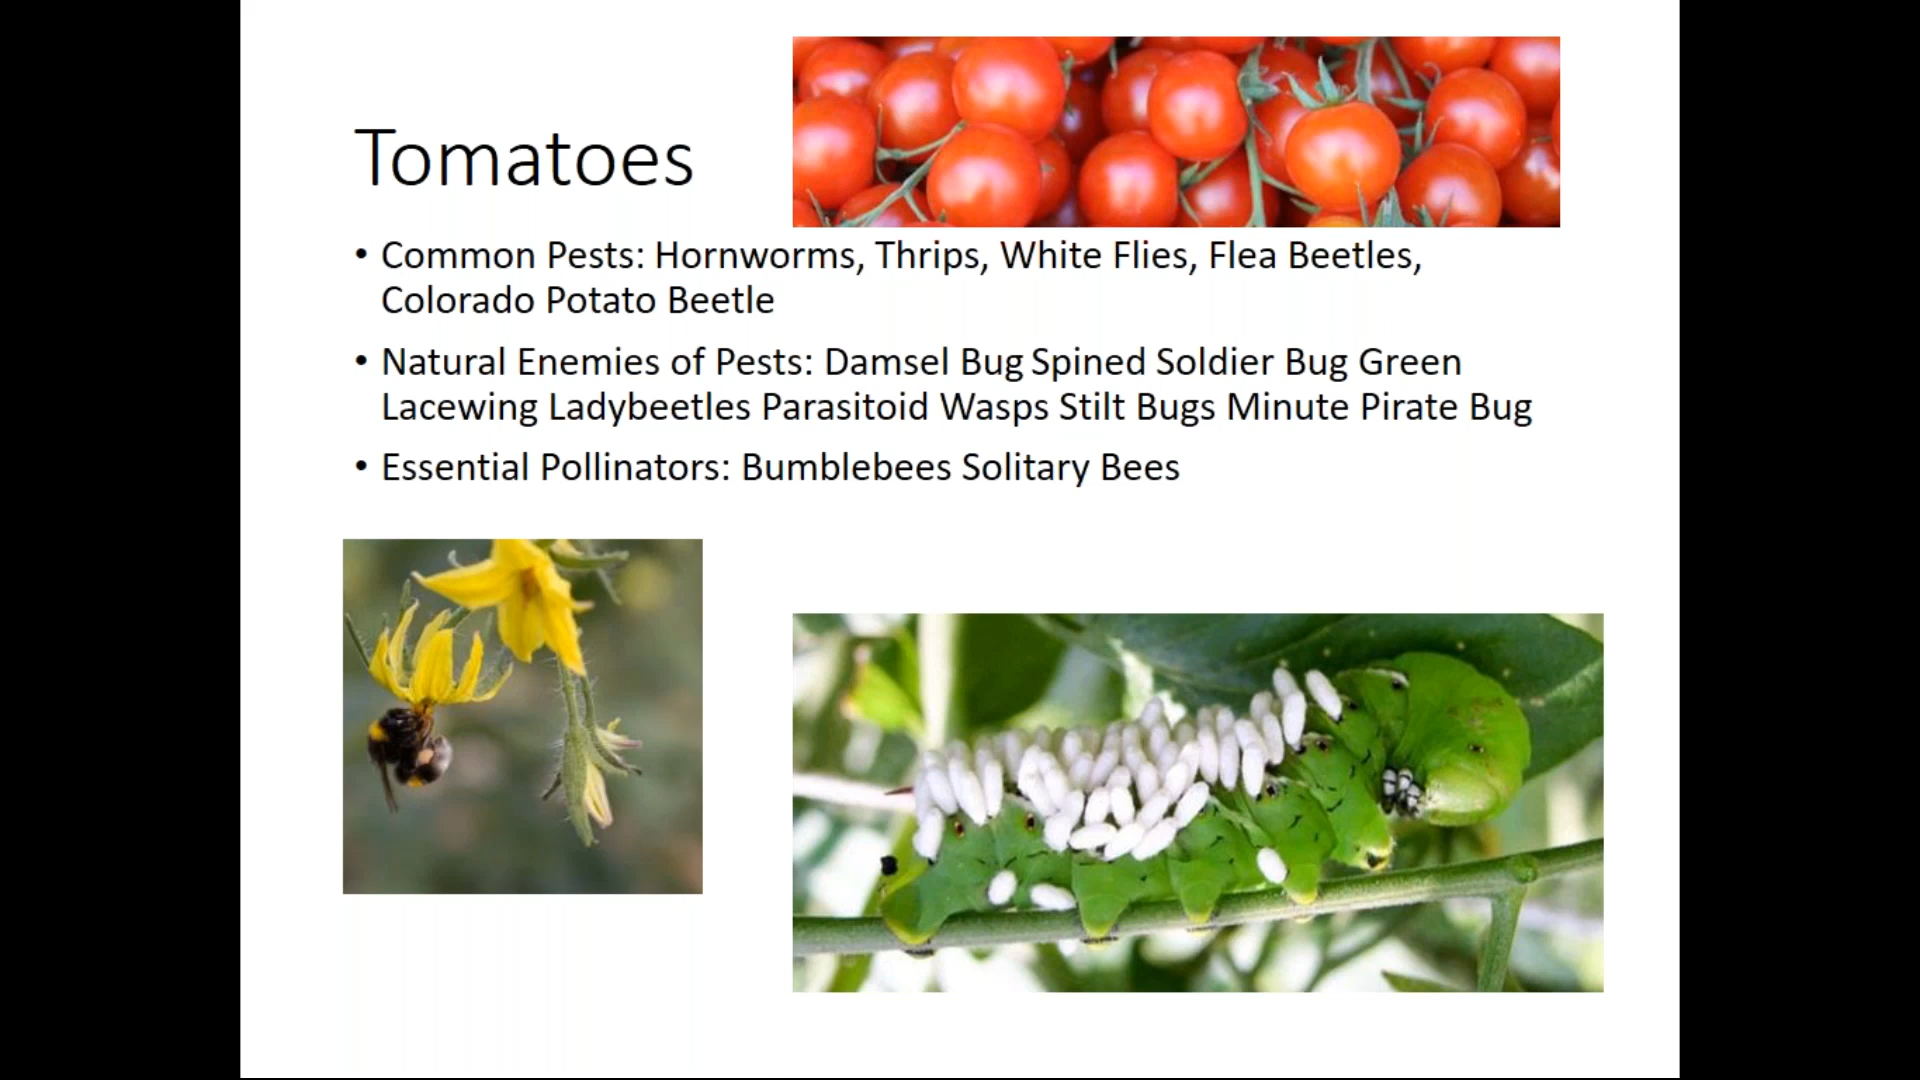 Tomatoes
• Common Pests: Hornworms, Thrips, White Flies, Flea Beetles,
Colorado Potato Beetle
• Natural Enemies of Pests: Damsel Bug Spined Soldier Bug Green
Lacewing Ladybeetles Parasitoid Wasps Stilt Bugs Minute Pirate Bug
• Essential Pollinators: Bumblebees Solitary Bees